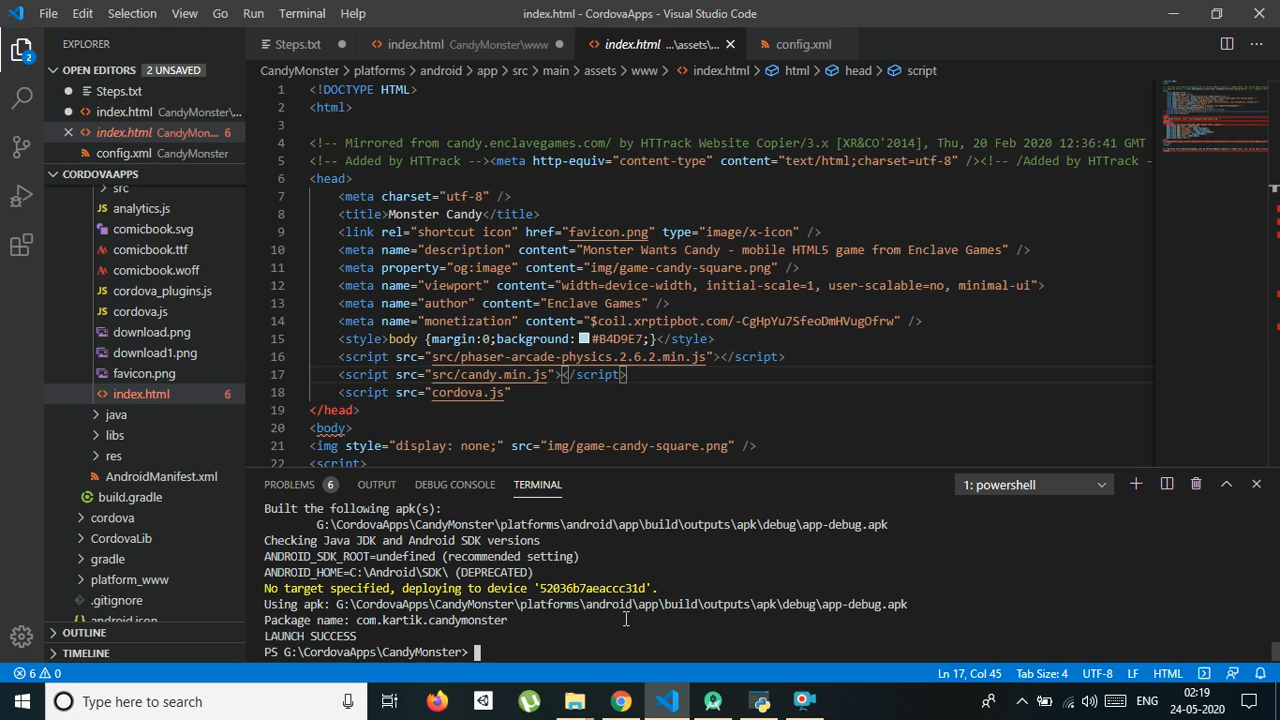 File Edit Selection View Go Run Terminal Help index.html - CordovaApps - Visual Studio Code
EXPLORER
Steps.txt index.html CandyMonster\www index.html ...\assets\... config.xml
OPEN EDITORS 2 UNSAVED
Steps.txt
index.html CandyMonster\...
index.html CandyMon... 6
config.xml CandyMonster
CORDOVAAPPS
src
analytics.js
comicbook.svg
comicbook.ttf
comicbook.woff
cordova_plugins.js
cordova.js
download.png
download1.png
favicon.png
index.html 6
java
libs
res
AndroidManifest.xml
build.gradle
cordova
CordovaLib
gradle
platform_www
.gitignore
android.json
OUTLINE
TIMELINE
CandyMonster > platforms > android > app > src > main > assets > www > index.html > html > head > script
1 <!DOCTYPE HTML>
2 <html>
3
4 <!-- Mirrored from candy.enclavegames.com/ by HTTrack Website Copier/3.x [XR&CO'2014], Thu, 20 Feb 2020 12:36:41 GMT
5 <!-- Added by HTTrack --><meta http-equiv="content-type" content="text/html;charset=utf-8" /><!-- /Added by HTTrack -
6 <head>
7 <meta charset="utf-8" />
8 <title>Monster Candy</title>
9 <link rel="shortcut icon" href="favicon.png" type="image/x-icon" />
10 <meta name="description" content="Monster Wants Candy - mobile HTML5 game from Enclave Games" />
11 <meta property="og:image" content="img/game-candy-square.png" />
12 <meta name="viewport" content="width=device-width, initial-scale=1, user-scalable=no, minimal-ui">
13 <meta name="author" content="Enclave Games" />
14 <meta name="monetization" content="$coil.xrptipbot.com/-CgHpYu7SfeoDmHVugOfrw" />
15 <style>body {margin:0;background: #B4D9E7;}</style>
16 <script src="src/phaser-arcade-physics.2.6.2.min.js"></script>
17 <script src="src/candy.min.js"></script>
18 <script src="cordova.js"
19 </head>
20 <body>
21 <img style="display: none;" src="img/game-candy-square.png" />
22 <script>
PROBLEMS 6 OUTPUT DEBUG CONSOLE TERMINAL 1: powershell
Built the following apk(s):
G:\CordovaApps\CandyMonster\platforms\android\app\build\outputs\apk\debug\app-debug.apk
Checking Java JDK and Android SDK versions
ANDROID_SDK_ROOT=undefined (recommended setting)
ANDROID_HOME=C:\Android\SDK\ (DEPRECATED)
No target specified, deploying to device '52036b7aeaccc31d'.
Using apk: G:\CordovaApps\CandyMonster\platforms\android\app\build\outputs\apk\debug\app-debug.apk
Package name: com.kartik.candymonster
LAUNCH SUCCESS
PS G:\CordovaApps\CandyMonster>
6 0 Ln 17, Col 45 Tab Size: 4 UTF-8 LF HTML
Type here to search ENG 02:19
24-05-2020
2